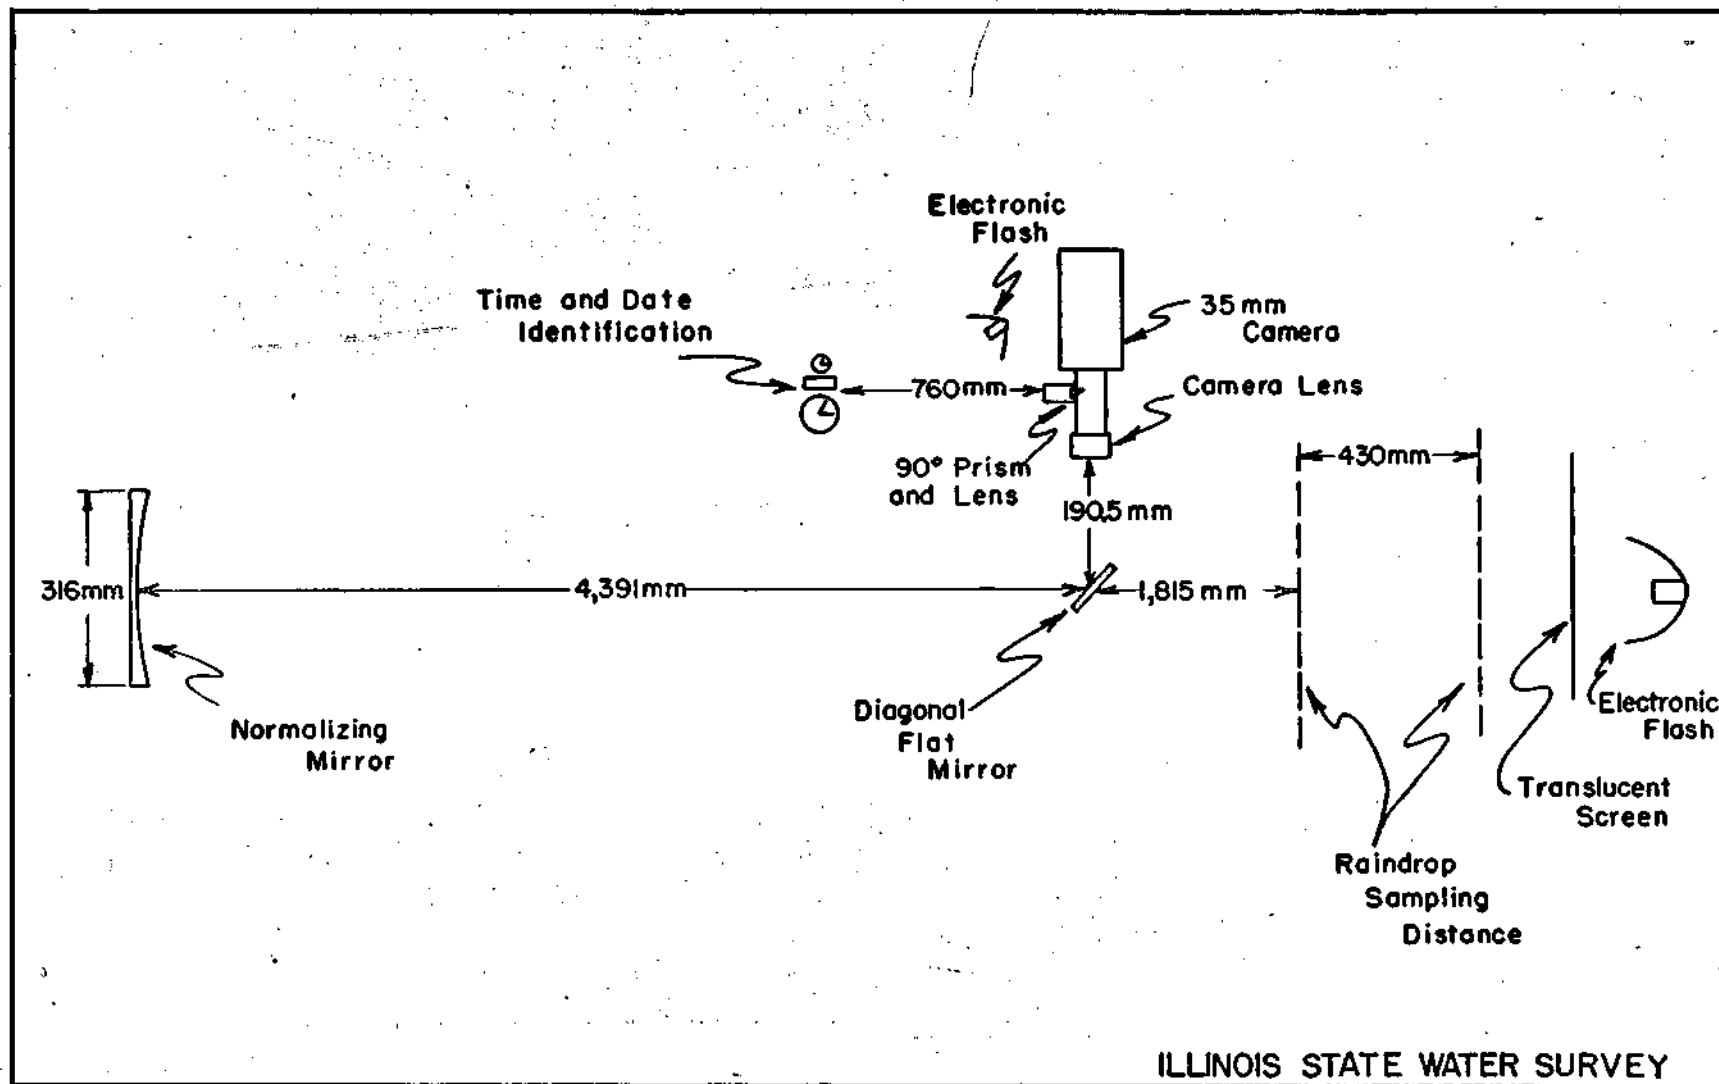 Electronic
Flash
Time and Date
Identification
35 mm
Camera
760mm
Camera Lens
90° Prism
and Lens
430mm
190.5 mm
316mm
4,391mm
1,815 mm
Normalizing
Mirror
Diagonal
Flat
Mirror
Electronic
Flash
Translucent
Screen
Raindrop
Sampling
Distance
ILLINOIS STATE WATER SURVEY